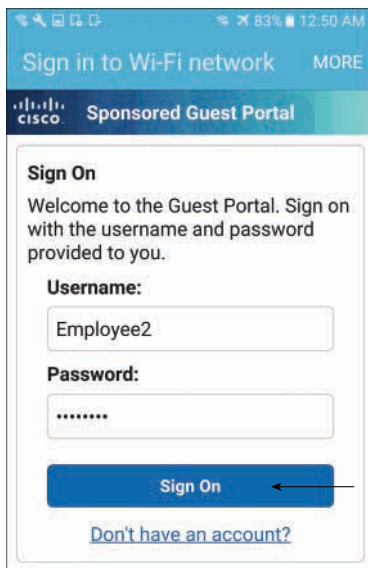 83% 12:50 AM
Sign in to Wi-Fi network MORE
CISCO Sponsored Guest Portal
Sign On
Welcome to the Guest Portal. Sign on
with the username and password
provided to you.
Username:
Employee2
Password:
••••••••
Sign On
Don't have an account?